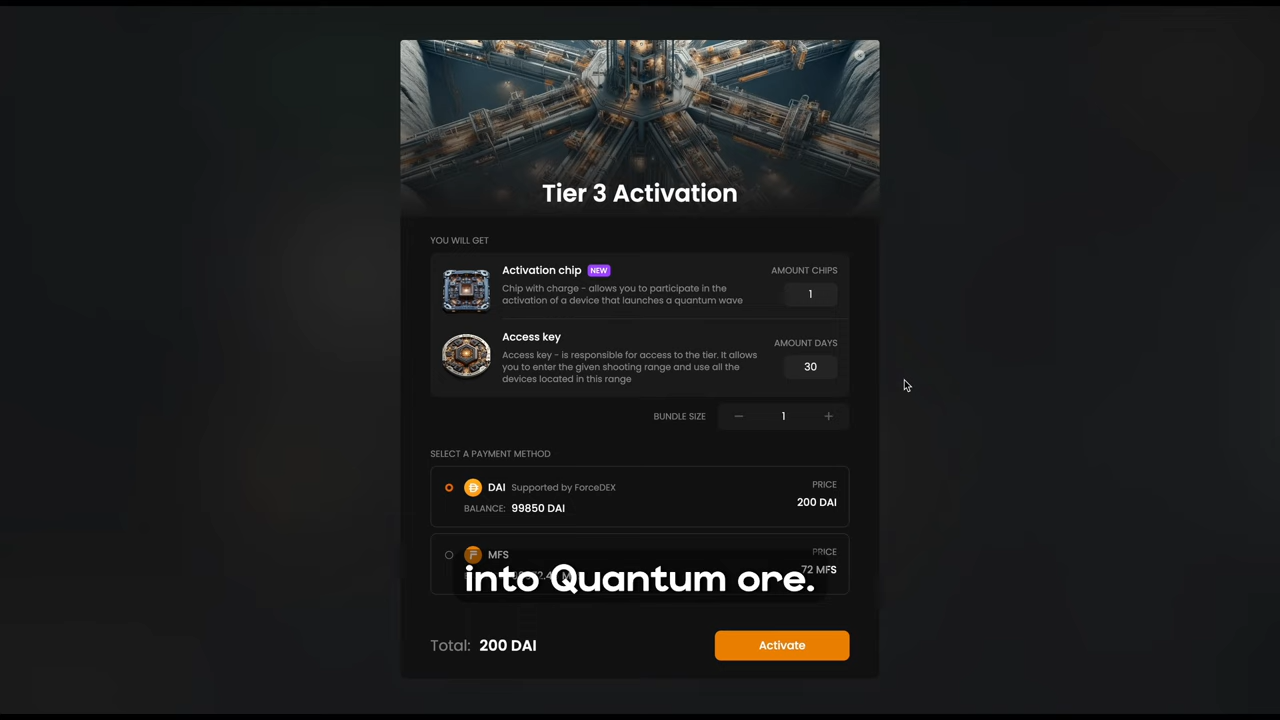 Tier 3 Activation
YOU WILL GET
Activation chip NEW
Chip with charge - allows you to participate in the
activation of a device that launches a quantum wave
AMOUNT CHIPS
1
Access key
Access key - is responsible for access to the tier. It allows
you to enter the given shooting range and use all the
devices located in this range
AMOUNT DAYS
30
BUNDLE SIZE − 1 +
SELECT A PAYMENT METHOD
DAI Supported by ForceDEX
BALANCE: 99850 DAI
PRICE
200 DAI
MFS
PRICE
72 MFS
into Quantum ore.
Total: 200 DAI
Activate